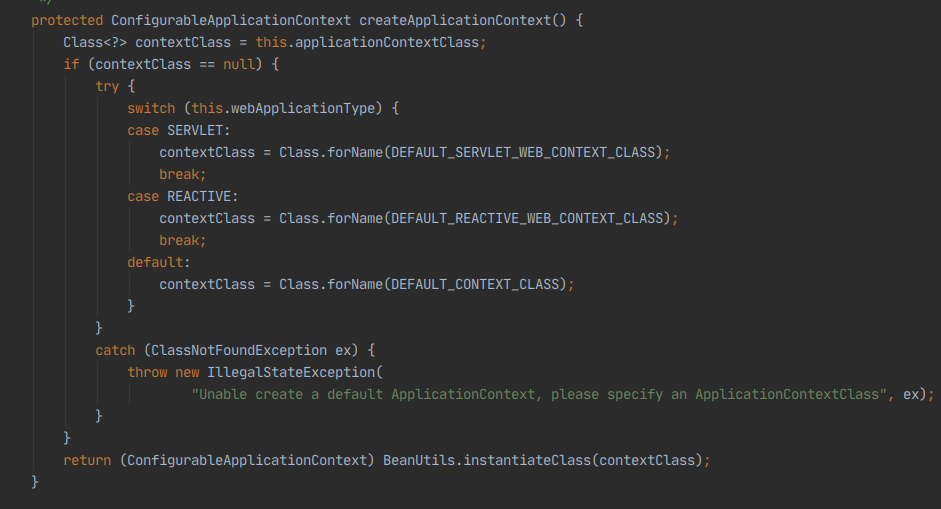 */
protected ConfigurableApplicationContext createApplicationContext() {
Class<?> contextClass = this.applicationContextClass;
if (contextClass == null) {
try {
switch (this.webApplicationType) {
case SERVLET:
contextClass = Class.forName(DEFAULT_SERVLET_WEB_CONTEXT_CLASS);
break;
case REACTIVE:
contextClass = Class.forName(DEFAULT_REACTIVE_WEB_CONTEXT_CLASS);
break;
default:
contextClass = Class.forName(DEFAULT_CONTEXT_CLASS);
}
}
catch (ClassNotFoundException ex) {
throw new IllegalStateException(
"Unable create a default ApplicationContext, please specify an ApplicationContextClass", ex);
}
}
return (ConfigurableApplicationContext) BeanUtils.instantiateClass(contextClass);
}